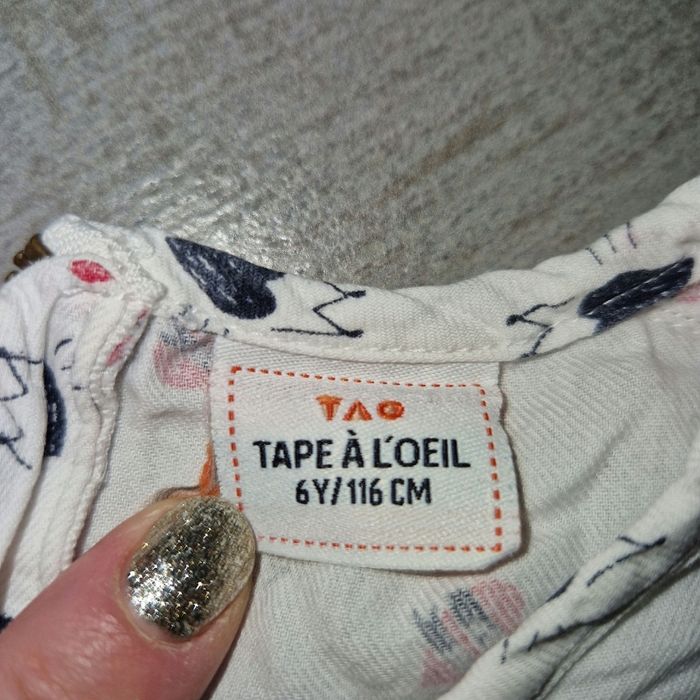 TAO
TAPE À L'OEIL
6Y/116 CM